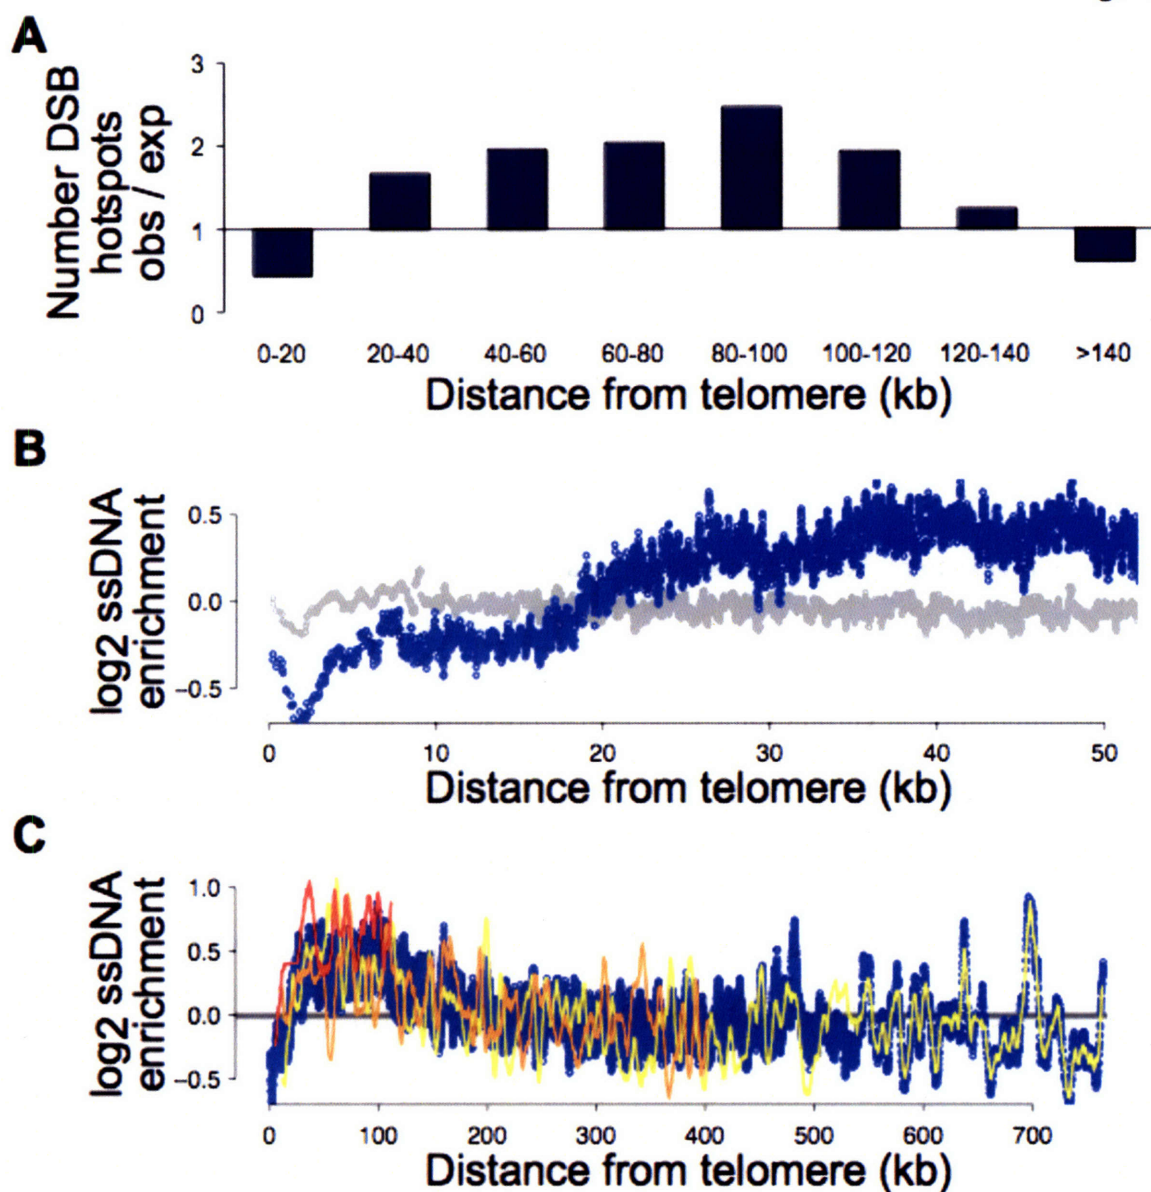 A
Number DSB
hotspots
obs / exp
3
2
1
0
0-20 20-40 40-60 60-80 80-100 100-120 120-140 >140
Distance from telomere (kb)
B
log2 ssDNA
enrichment
0.5
0.0
−0.5
0 10 20 30 40 50
Distance from telomere (kb)
C
log2 ssDNA
enrichment
1.0
0.5
0.0
−0.5
0 100 200 300 400 500 600 700
Distance from telomere (kb)